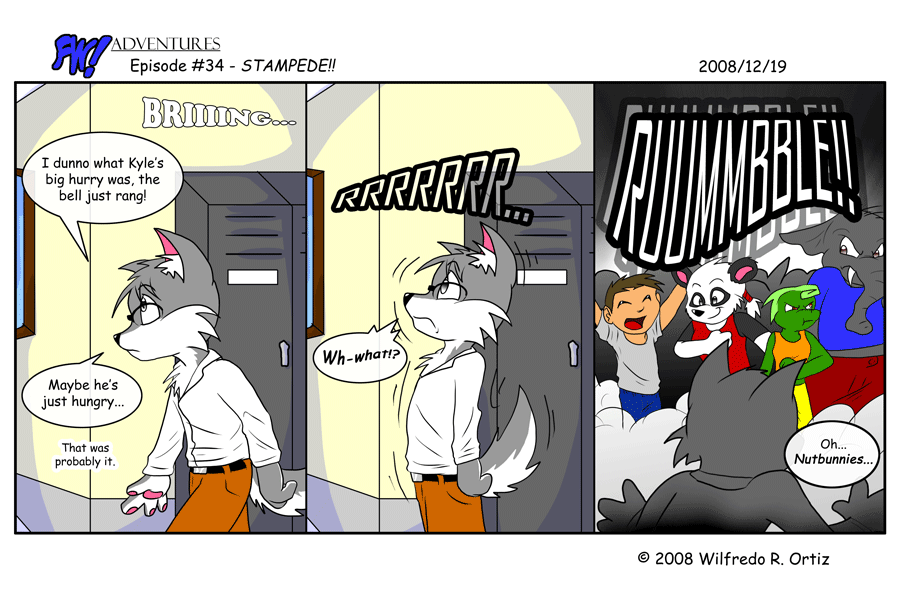 FW! ADVENTURES
Episode #34 - STAMPEDE!!
2008/12/19
BRIIIING...
I dunno what Kyle's
big hurry was, the
bell just rang!
Maybe he's
just hungry...
That was
probably it.
RRRRRRR...
Wh-what!?
RUUUMMBBLE!!
Oh...
Nutbunnies...
© 2008 Wilfredo R. Ortiz